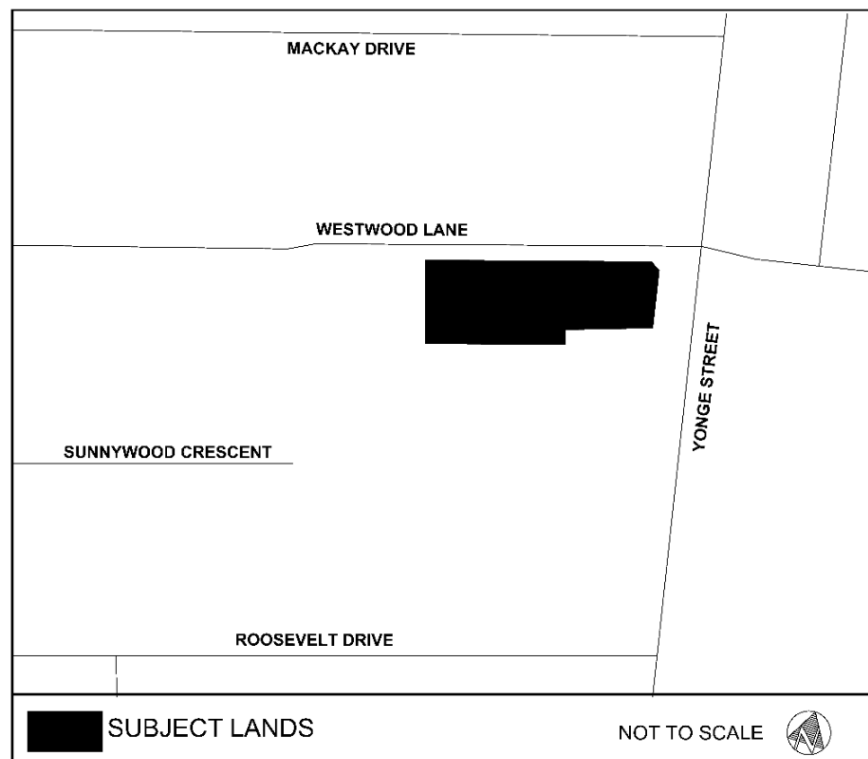 MACKAY DRIVE
WESTWOOD LANE
YONGE STREET
SUNNYWOOD CRESCENT
ROOSEVELT DRIVE
SUBJECT LANDS
NOT TO SCALE